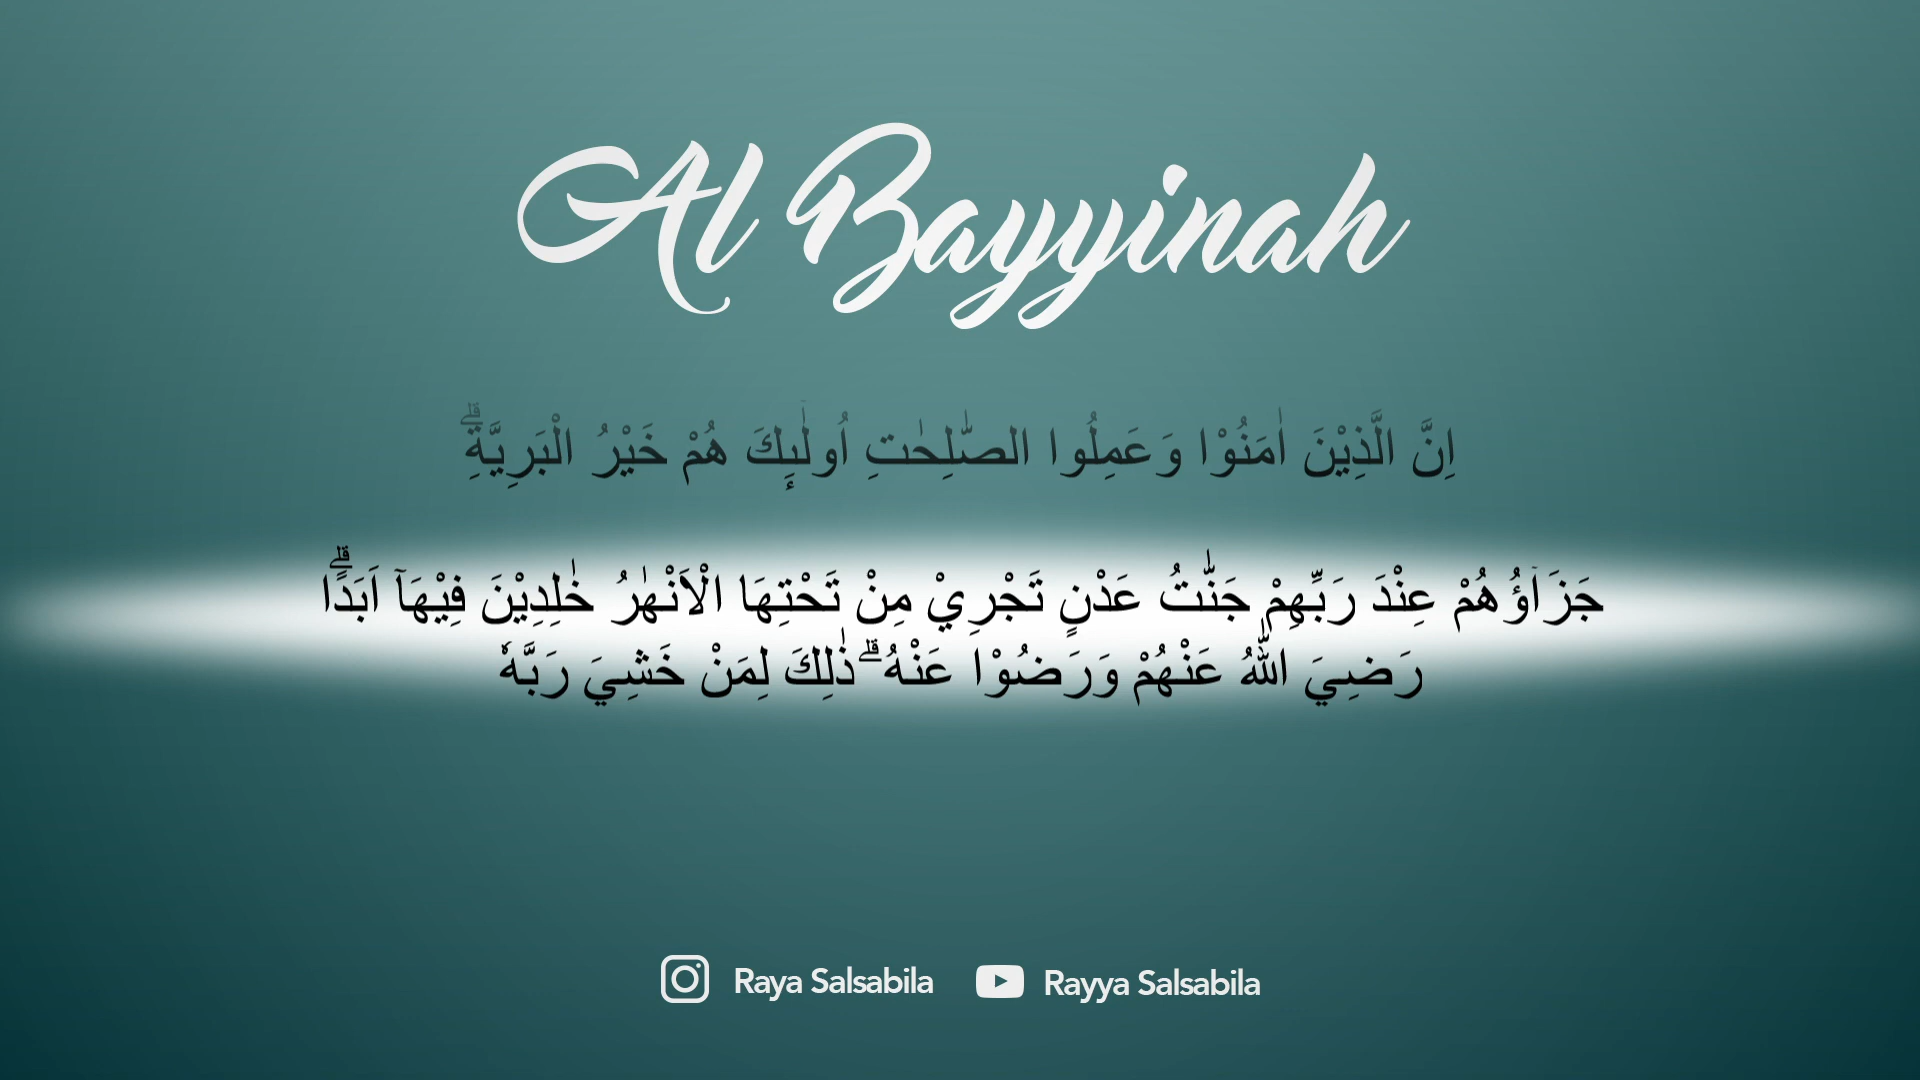 Al Bayyinah
اِنَّ الَّذِيْنَ اٰمَنُوْا وَعَمِلُوا الصّٰلِحٰتِ اُولٰۤىِٕكَ هُمْ خَيْرُ الْبَرِيَّةِۗ
جَزَاۤؤُهُمْ عِنْدَ رَبِّهِمْ جَنّٰتُ عَدْنٍ تَجْرِيْ مِنْ تَحْتِهَا الْاَنْهٰرُ خٰلِدِيْنَ فِيْهَآ اَبَدًاۗ
رَضِيَ اللّٰهُ عَنْهُمْ وَرَضُوْا عَنْهُ ۗ ذٰلِكَ لِمَنْ خَشِيَ رَبَّهٗ
Raya Salsabila Rayya Salsabila